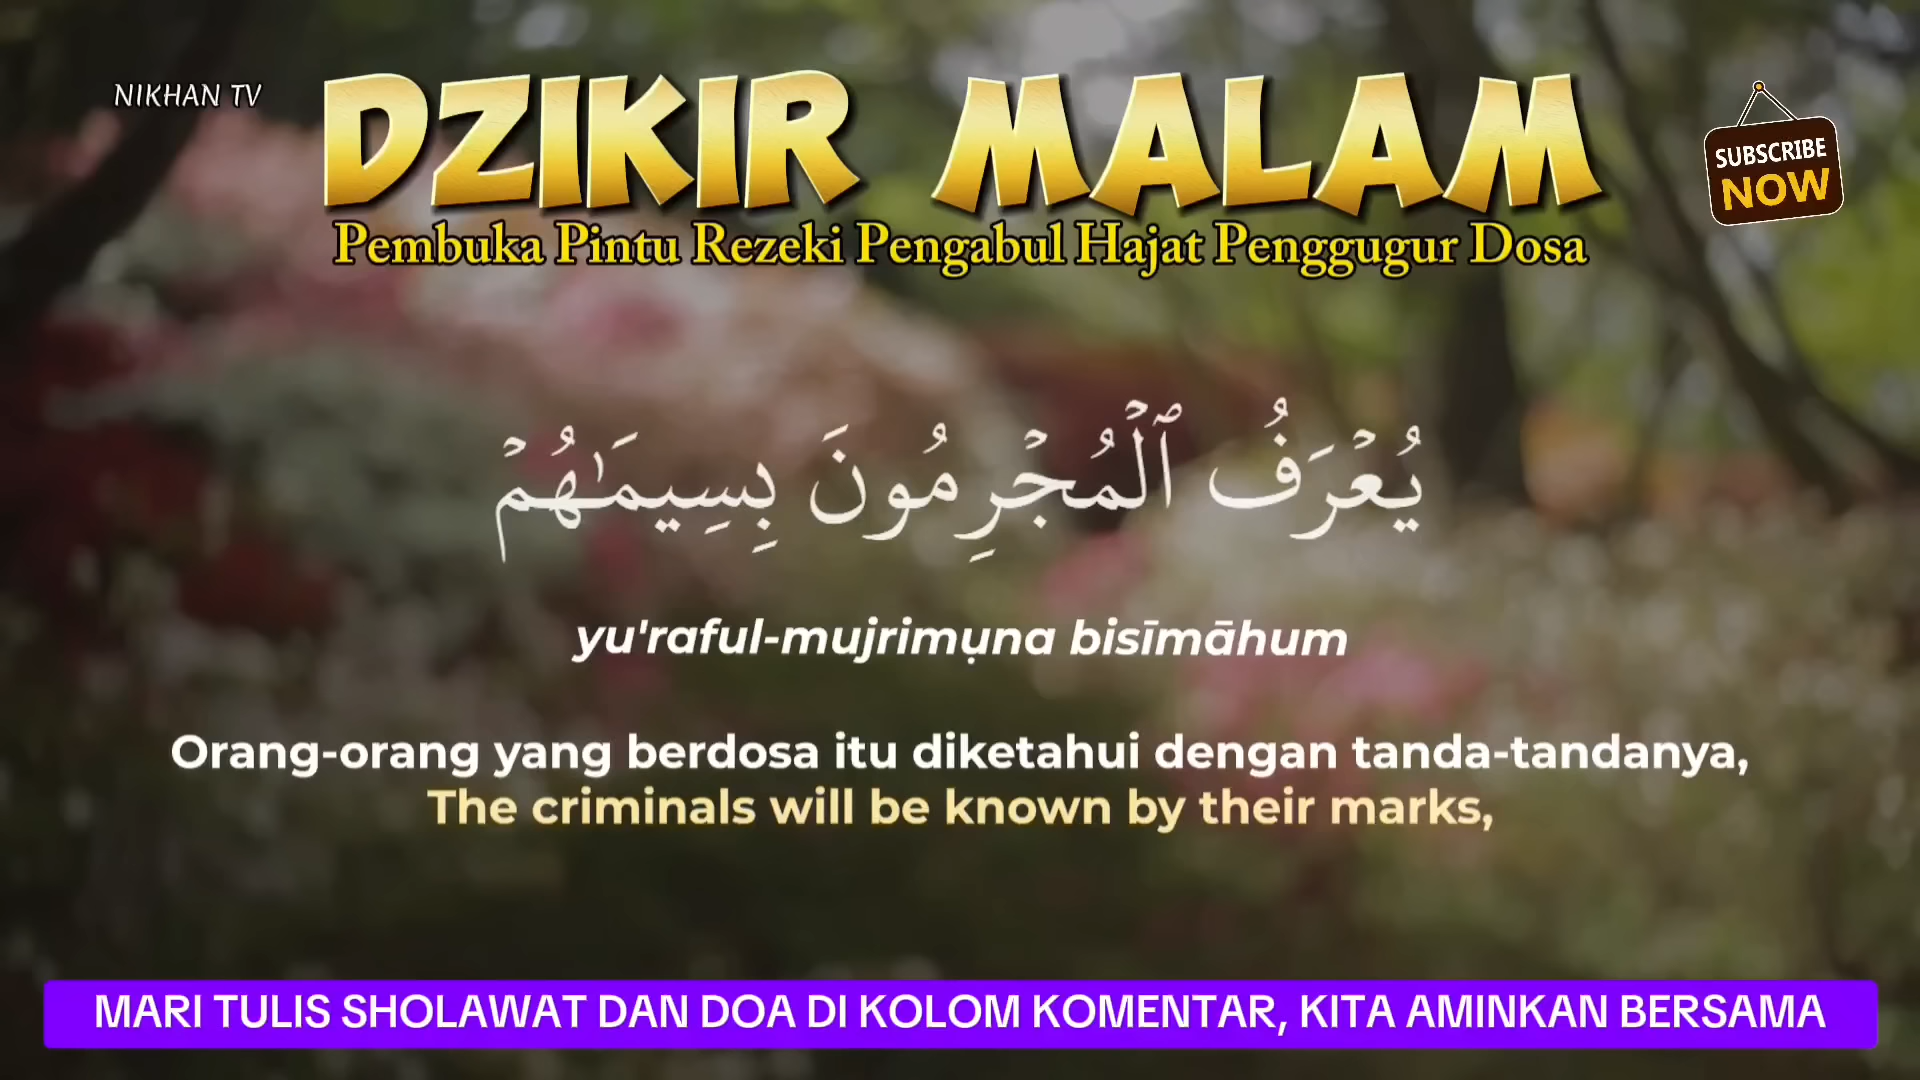 NIKHAN TV
DZIKIR MALAM
SUBSCRIBE
NOW
Pembuka Pintu Rezeki Pengabul Hajat Penggugur Dosa
يُعْرَفُ ٱلْمُجْرِمُونَ بِسِيمَـٰهُمْ
yu'raful-mujrimụna bisīmāhum
Orang-orang yang berdosa itu diketahui dengan tanda-tandanya,
The criminals will be known by their marks,
MARI TULIS SHOLAWAT DAN DOA DI KOLOM KOMENTAR, KITA AMINKAN BERSAMA